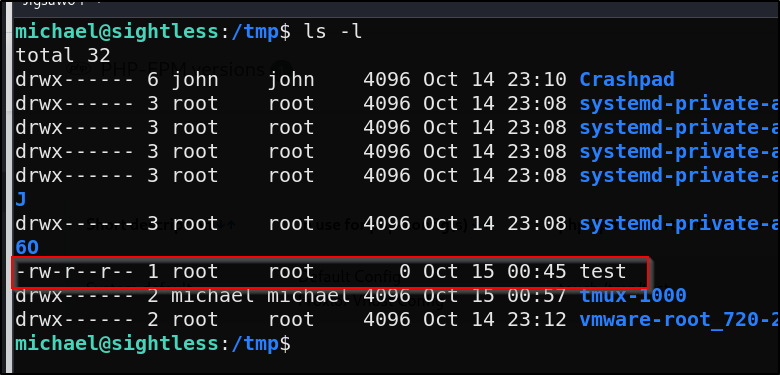 michael@sightless:/tmp$ ls -l
total 32
drwx------ 6 john    john    4096 Oct 14 23:10 Crashpad
drwx------ 3 root    root    4096 Oct 14 23:08 systemd-private-a
drwx------ 3 root    root    4096 Oct 14 23:08 systemd-private-a
drwx------ 3 root    root    4096 Oct 14 23:08 systemd-private-a
drwx------ 3 root    root    4096 Oct 14 23:08 systemd-private-a
J
drwx------ 3 root    root    4096 Oct 14 23:08 systemd-private-a
6O
-rw-r--r-- 1 root    root       0 Oct 15 00:45 test
drwx------ 2 michael michael 4096 Oct 15 00:57 tmux-1000
drwx------ 2 root    root    4096 Oct 14 23:12 vmware-root_720-2
michael@sightless:/tmp$